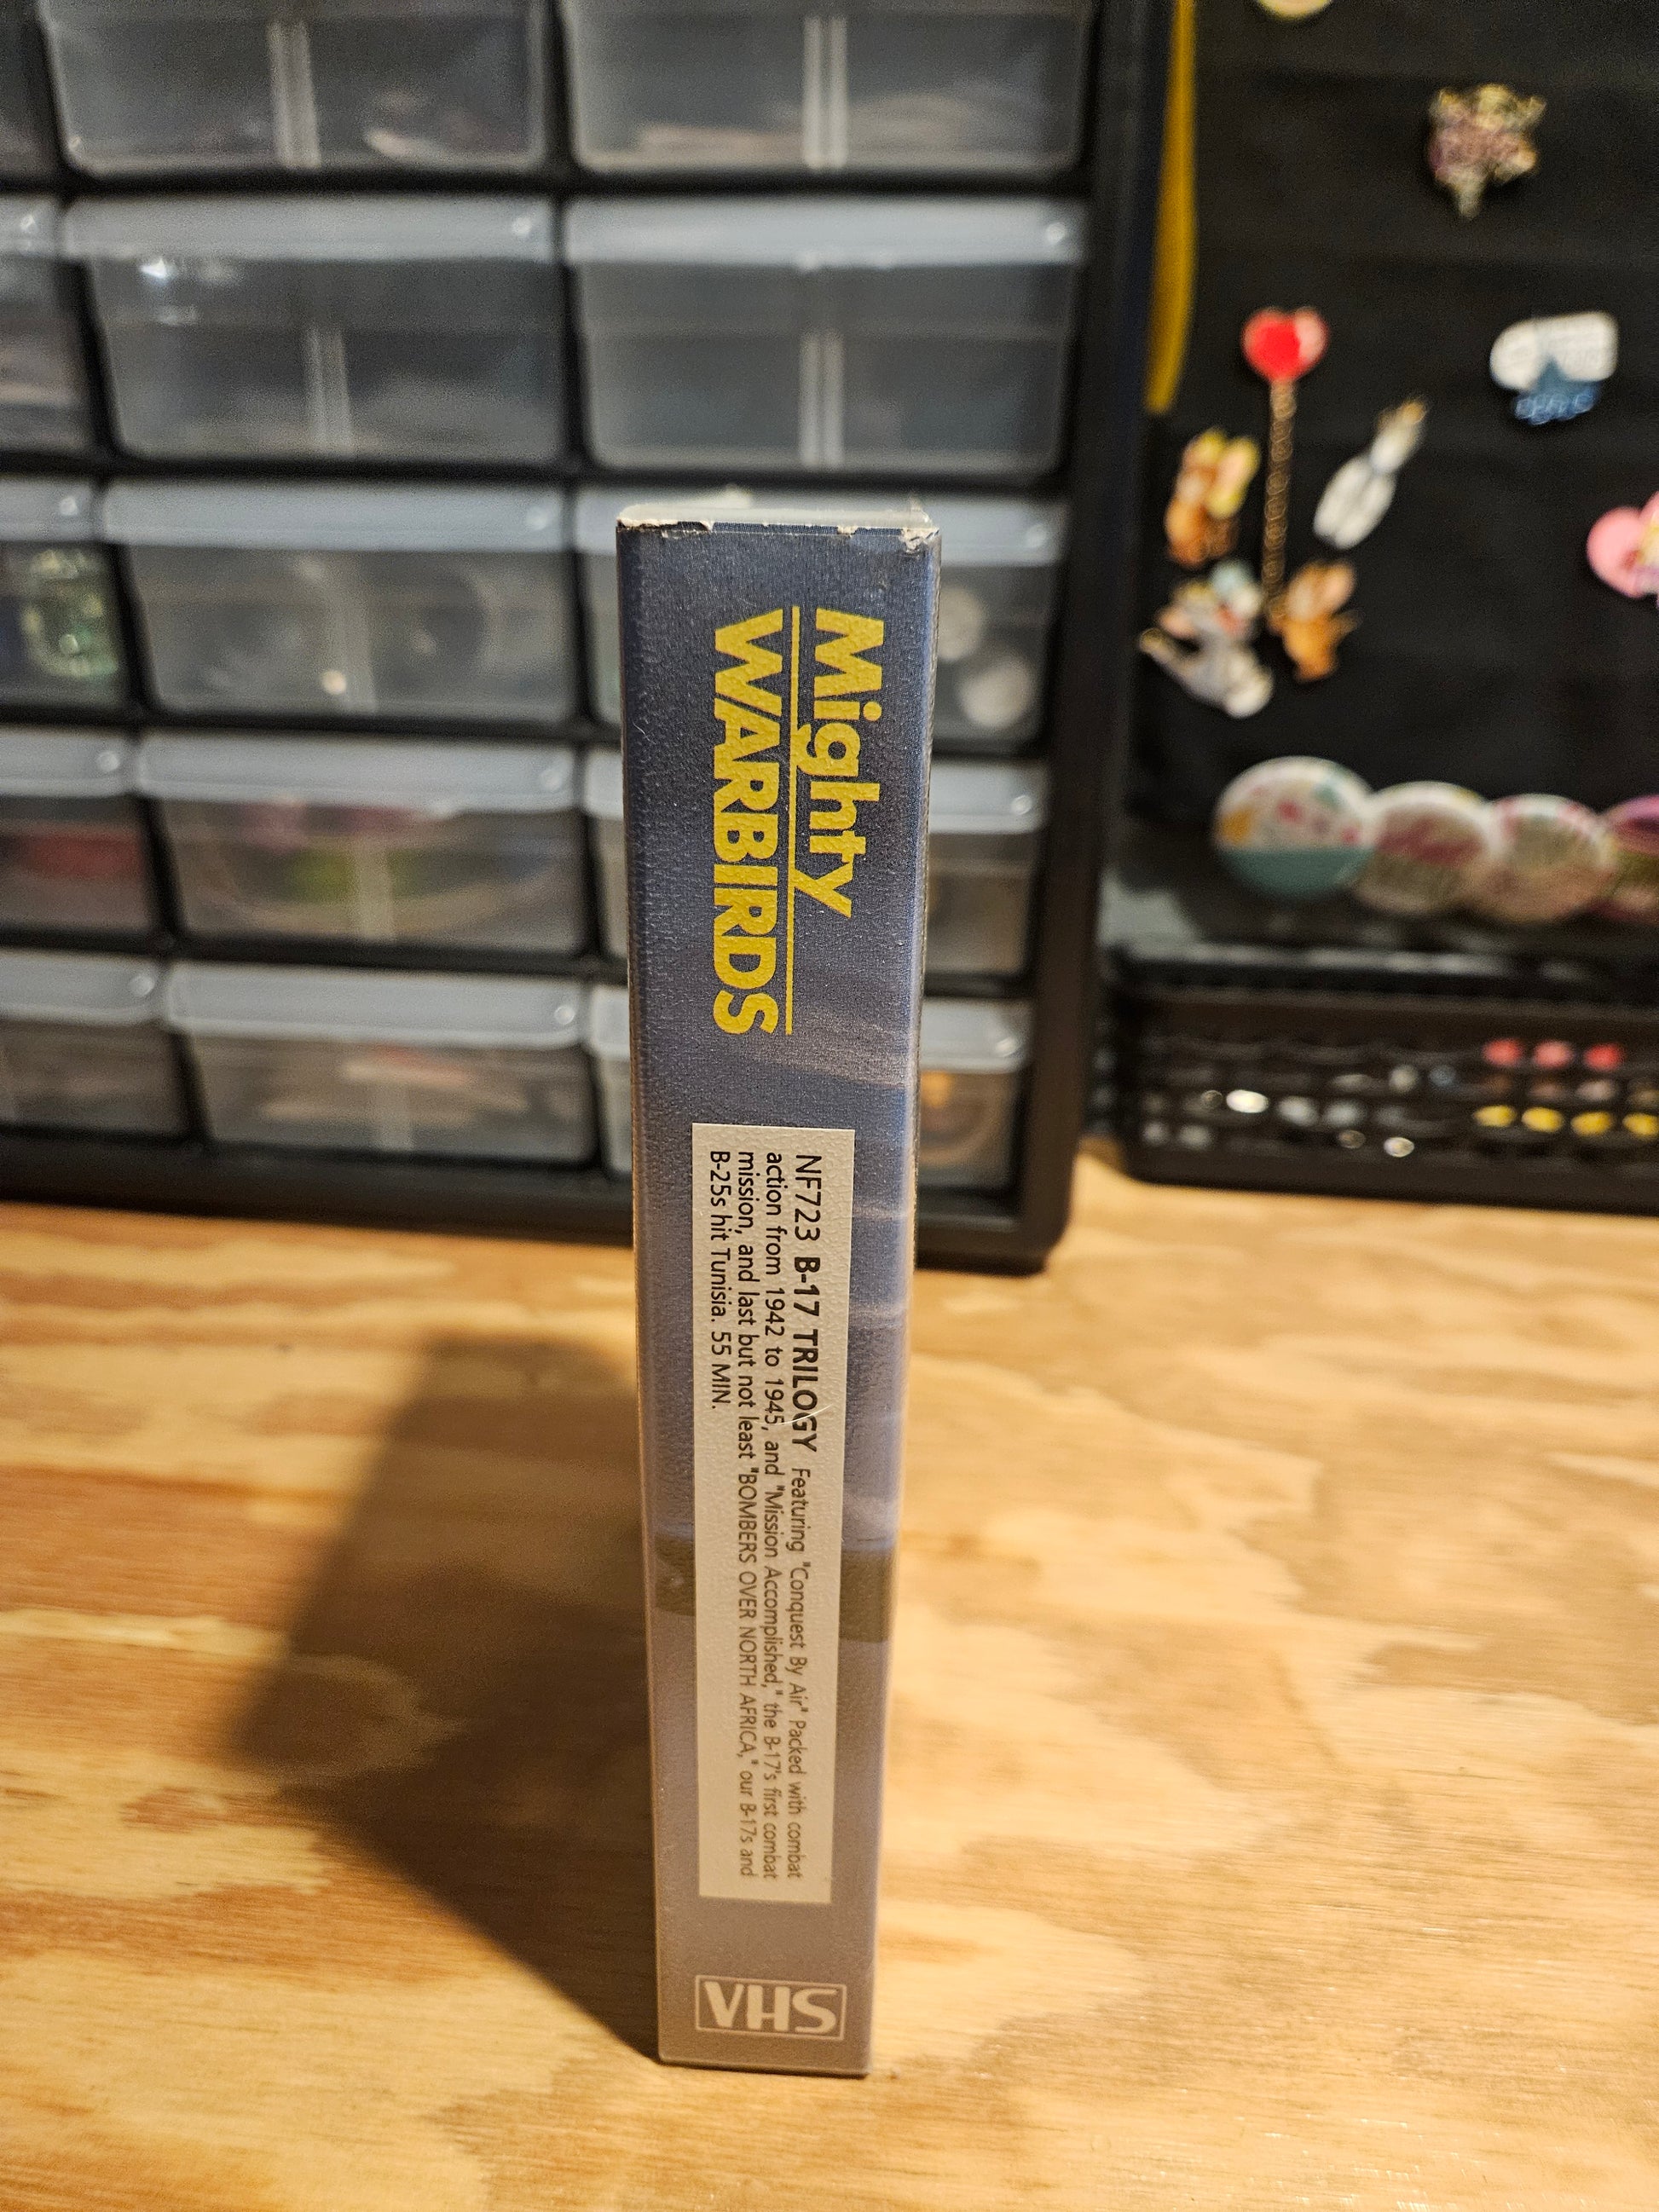 Mighty
WARBIRDS
NF723 B-17 TRILOGY Featuring "Conquest By Air" Packed with combat
action from 1942 to 1945, and "Mission Accomplished," the B-17's first combat
mission, and last but not least "BOMBERS OVER NORTH AFRICA," our B-17s and
B-25s hit Tunisia. 55 MIN.
VHS